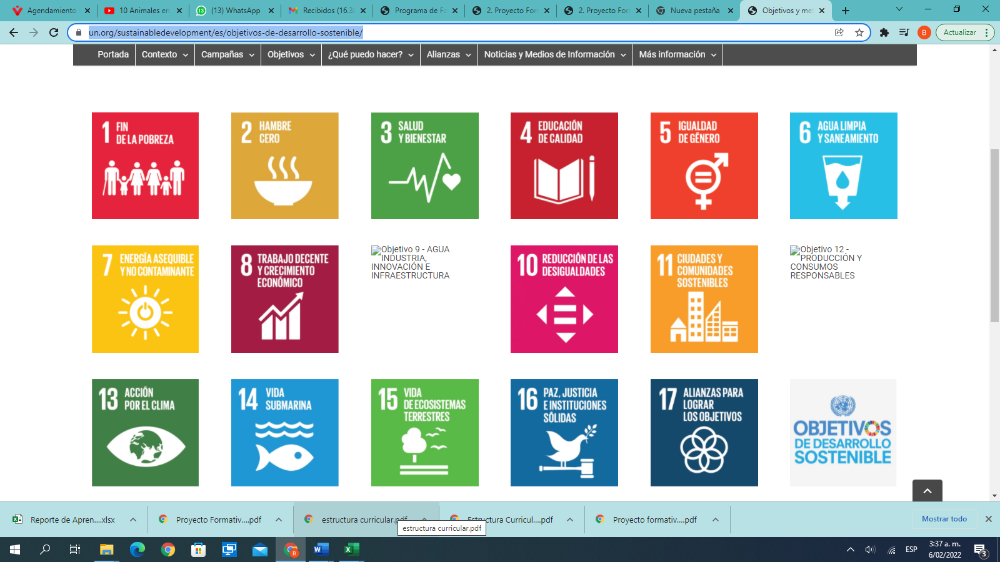 Agendamiento
10 Animales en
(13) WhatsApp
Recibidos (16.3
Programa de Fo
2. Proyecto For
2. Proyecto For
Nueva pestaña
Objetivos y me
un.org/sustainabledevelopment/es/objetivos-de-desarrollo-sostenible/
B
Actualizar
Portada
Contexto
Campañas
Objetivos
¿Qué puedo hacer?
Alianzas
Noticias y Medios de Información
Más información
1 FIN
DE LA POBREZA
2 HAMBRE
CERO
3 SALUD
Y BIENESTAR
4 EDUCACIÓN
DE CALIDAD
5 IGUALDAD
DE GÉNERO
6 AGUA LIMPIA
Y SANEAMIENTO
7 ENERGÍA ASEQUIBLE
Y NO CONTAMINANTE
8 TRABAJO DECENTE
Y CRECIMIENTO
ECONÓMICO
Objetivo 9 - AGUA
INDUSTRIA,
INNOVACIÓN E
INFRAESTRUCTURA
10 REDUCCIÓN DE LAS
DESIGUALDADES
11 CIUDADES Y
COMUNIDADES
SOSTENIBLES
Objetivo 12 -
PRODUCCIÓN Y
CONSUMOS
RESPONSABLES
13 ACCIÓN
POR EL CLIMA
14 VIDA
SUBMARINA
15 VIDA
DE ECOSISTEMAS
TERRESTRES
16 PAZ, JUSTICIA
E INSTITUCIONES
SÓLIDAS
17 ALIANZAS PARA
LOGRAR
LOS OBJETIVOS
OBJETIVOS
DE DESARROLLO
SOSTENIBLE
Reporte de Apren....xlsx
Proyecto Formativ....pdf
estructura curricular.pdf
Estructura Curricul....pdf
Proyecto formativ....pdf
Mostrar todo
estructura curricular.pdf
B
ESP
3:37 a. m.
6/02/2022
3